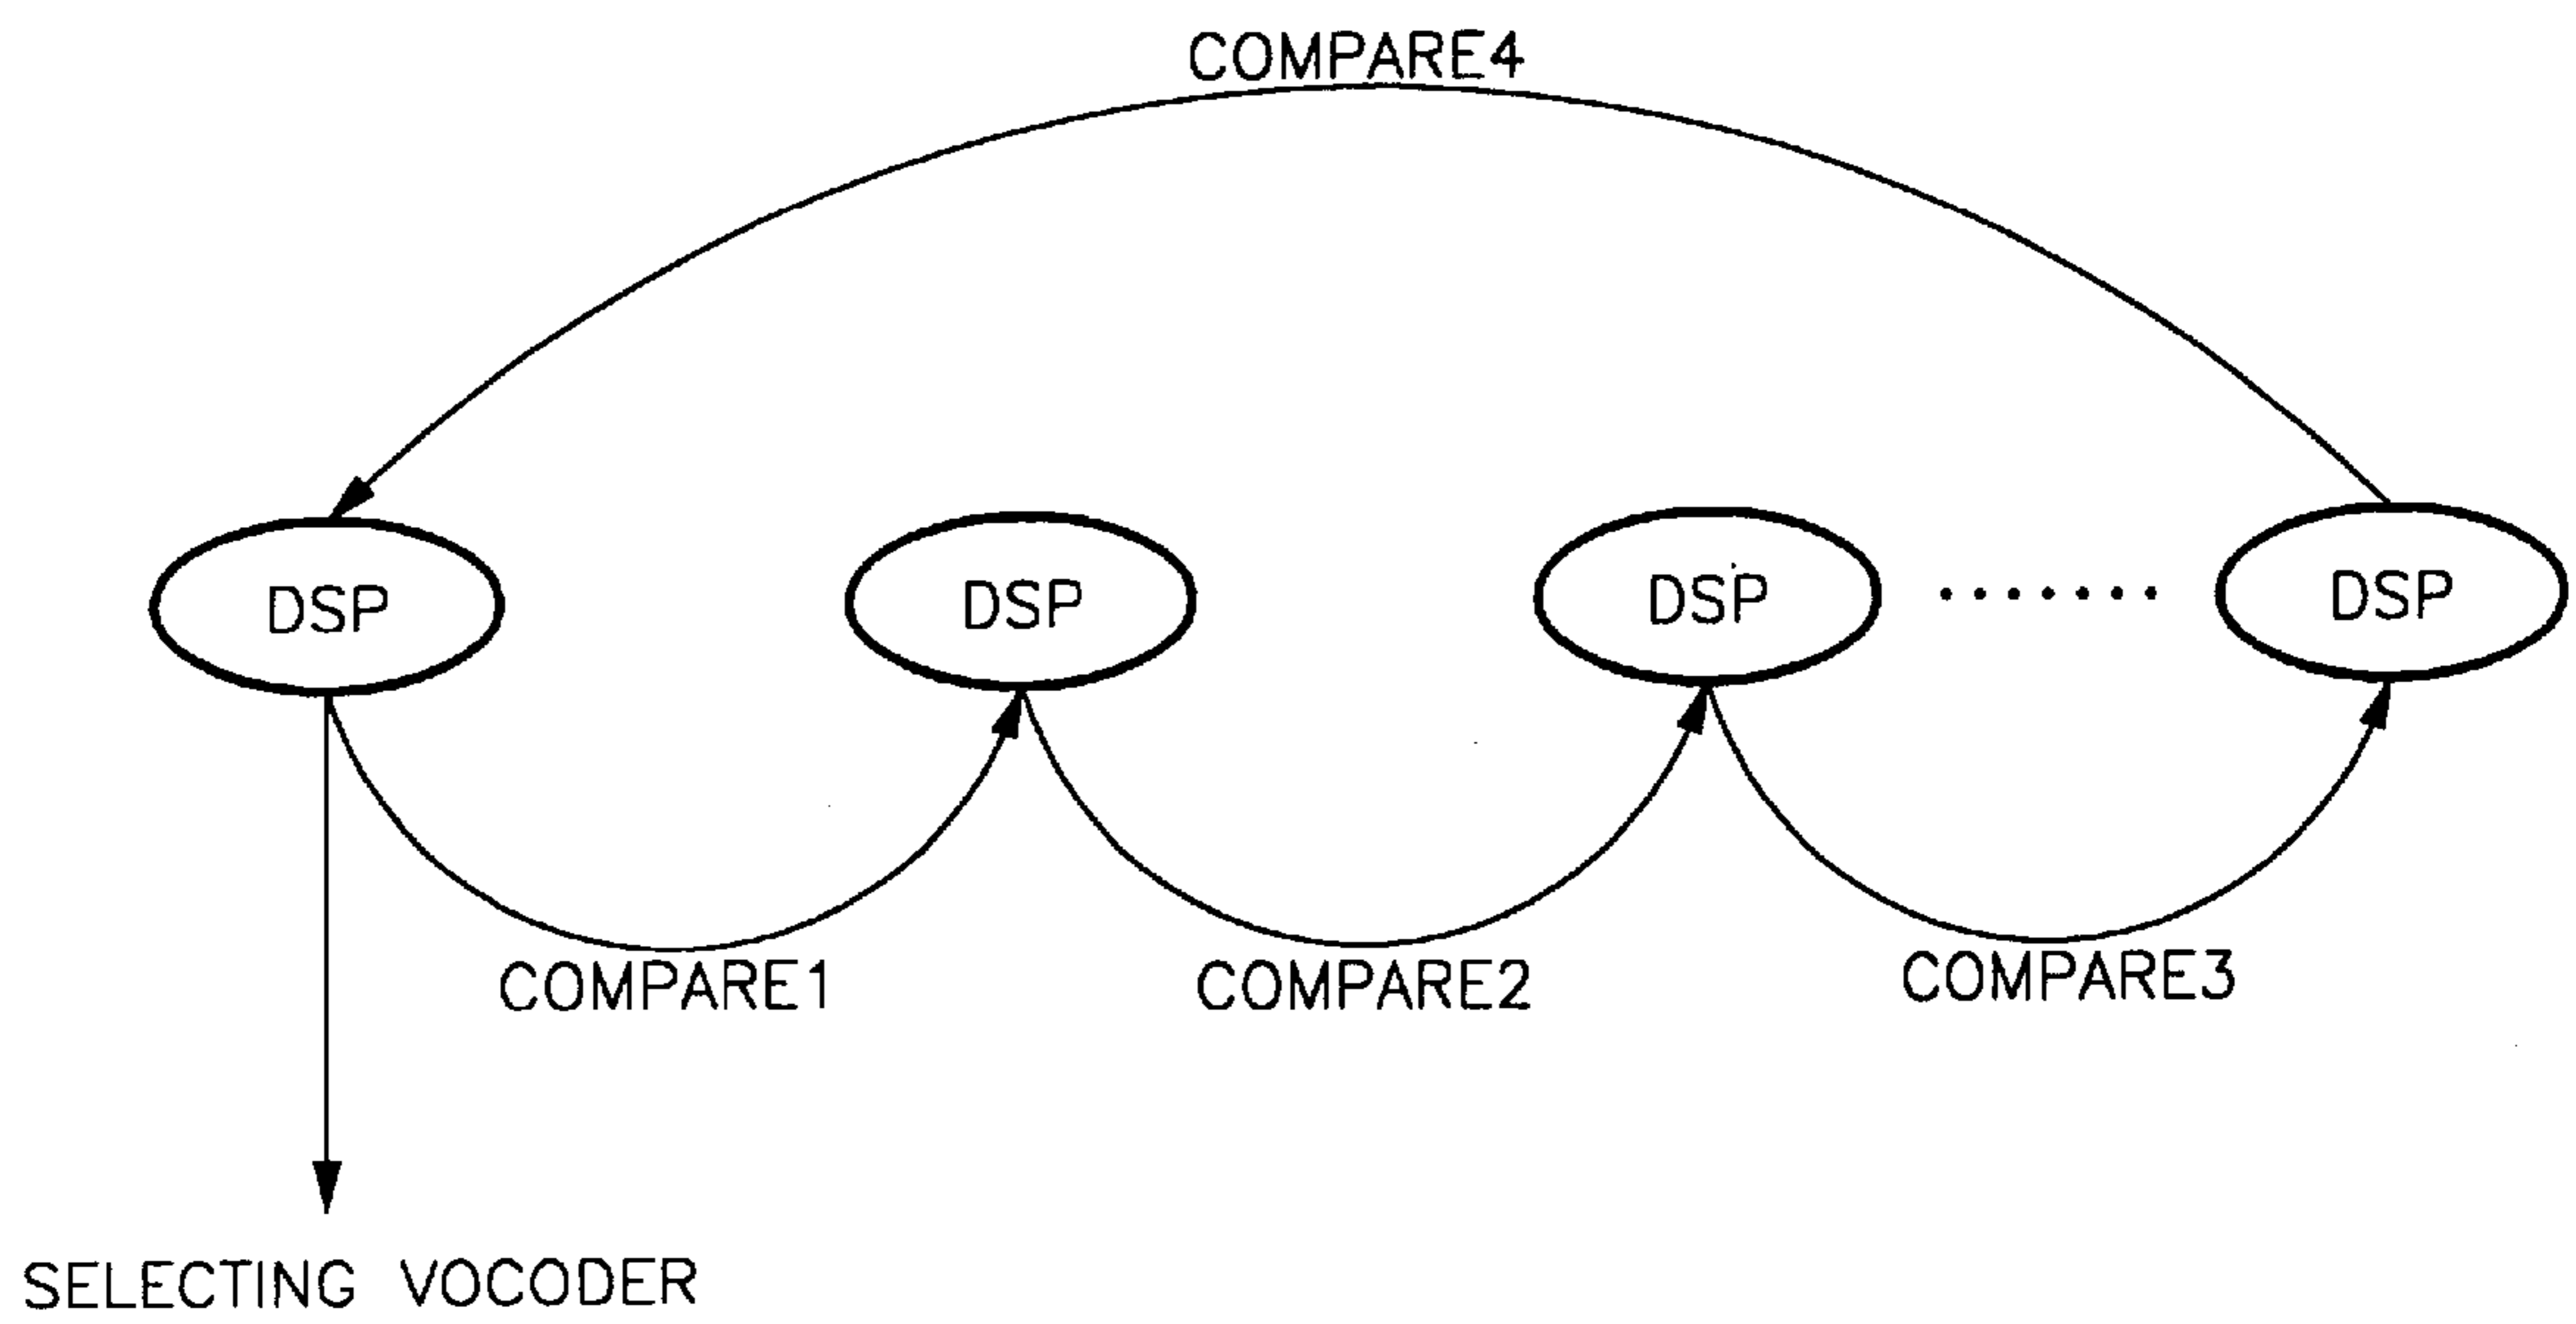 COMPARE4
DSP
DSP
DSP
DSP
COMPARE1
COMPARE2
COMPARE3
SELECTING VOCODER